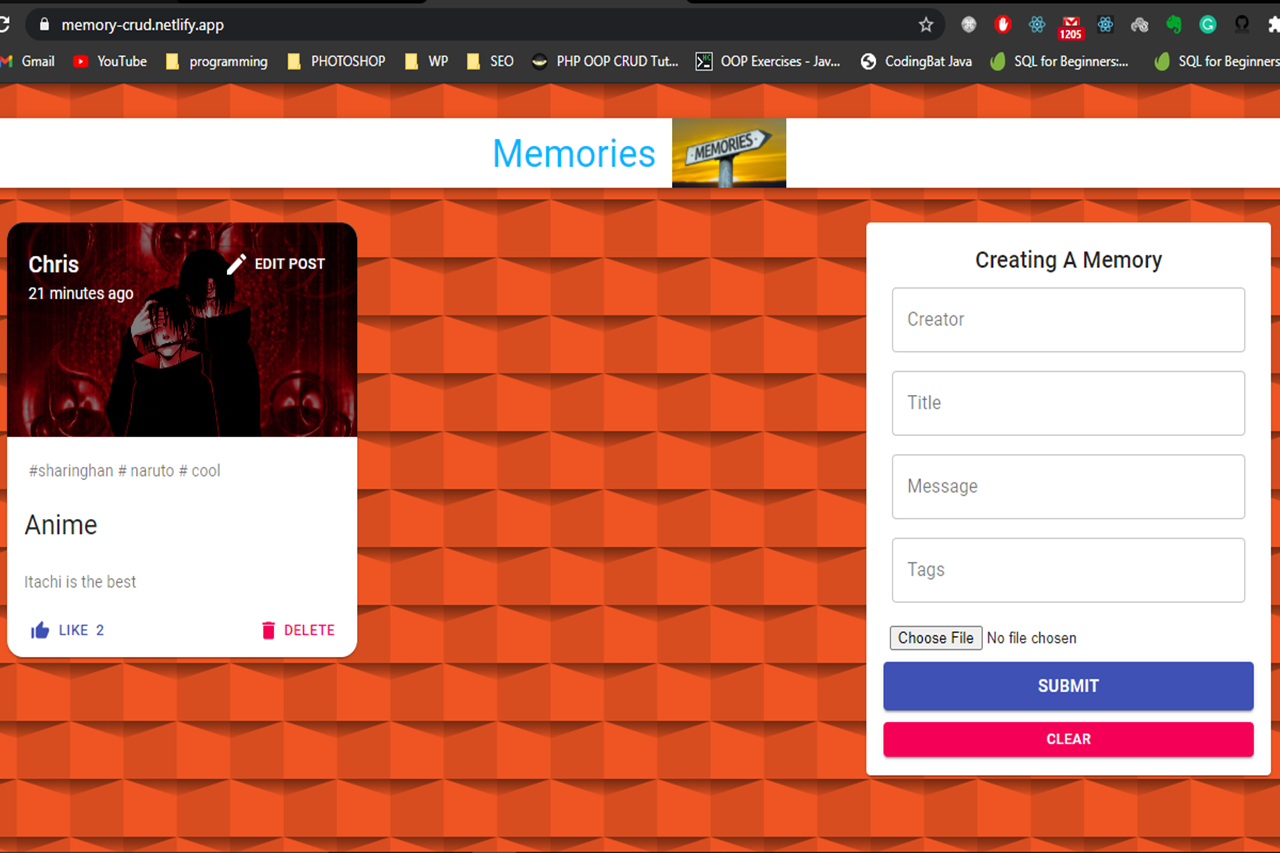 memory-crud.netlify.app
1205
Gmail YouTube programming PHOTOSHOP WP SEO PHP OOP CRUD Tut... OOP Exercises - Jav... CodingBat Java SQL for Beginners:... SQL for Beginners
Memories
MEMORIES
Chris
EDIT POST
21 minutes ago
#sharinghan # naruto # cool
Anime
Itachi is the best
LIKE 2
DELETE
Creating A Memory
Creator
Title
Message
Tags
Choose File No file chosen
SUBMIT
CLEAR